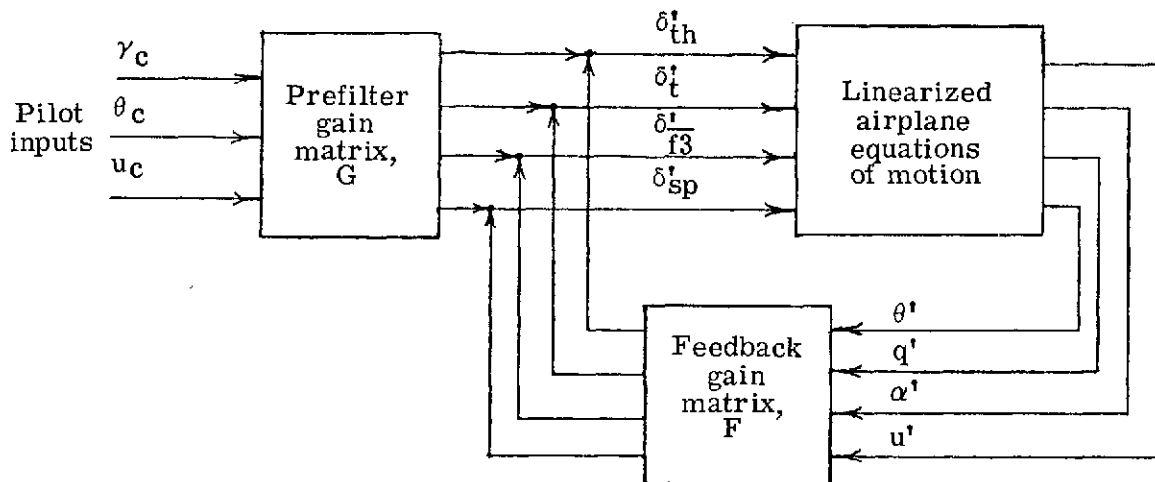 Pilot
inputs
γc
θc
uc
Prefilter
gain
matrix,
G
δ'th
δ't
δ'f3
δ'sp
Linearized
airplane
equations
of motion
Feedback
gain
matrix,
F
θ'
q'
α'
u'